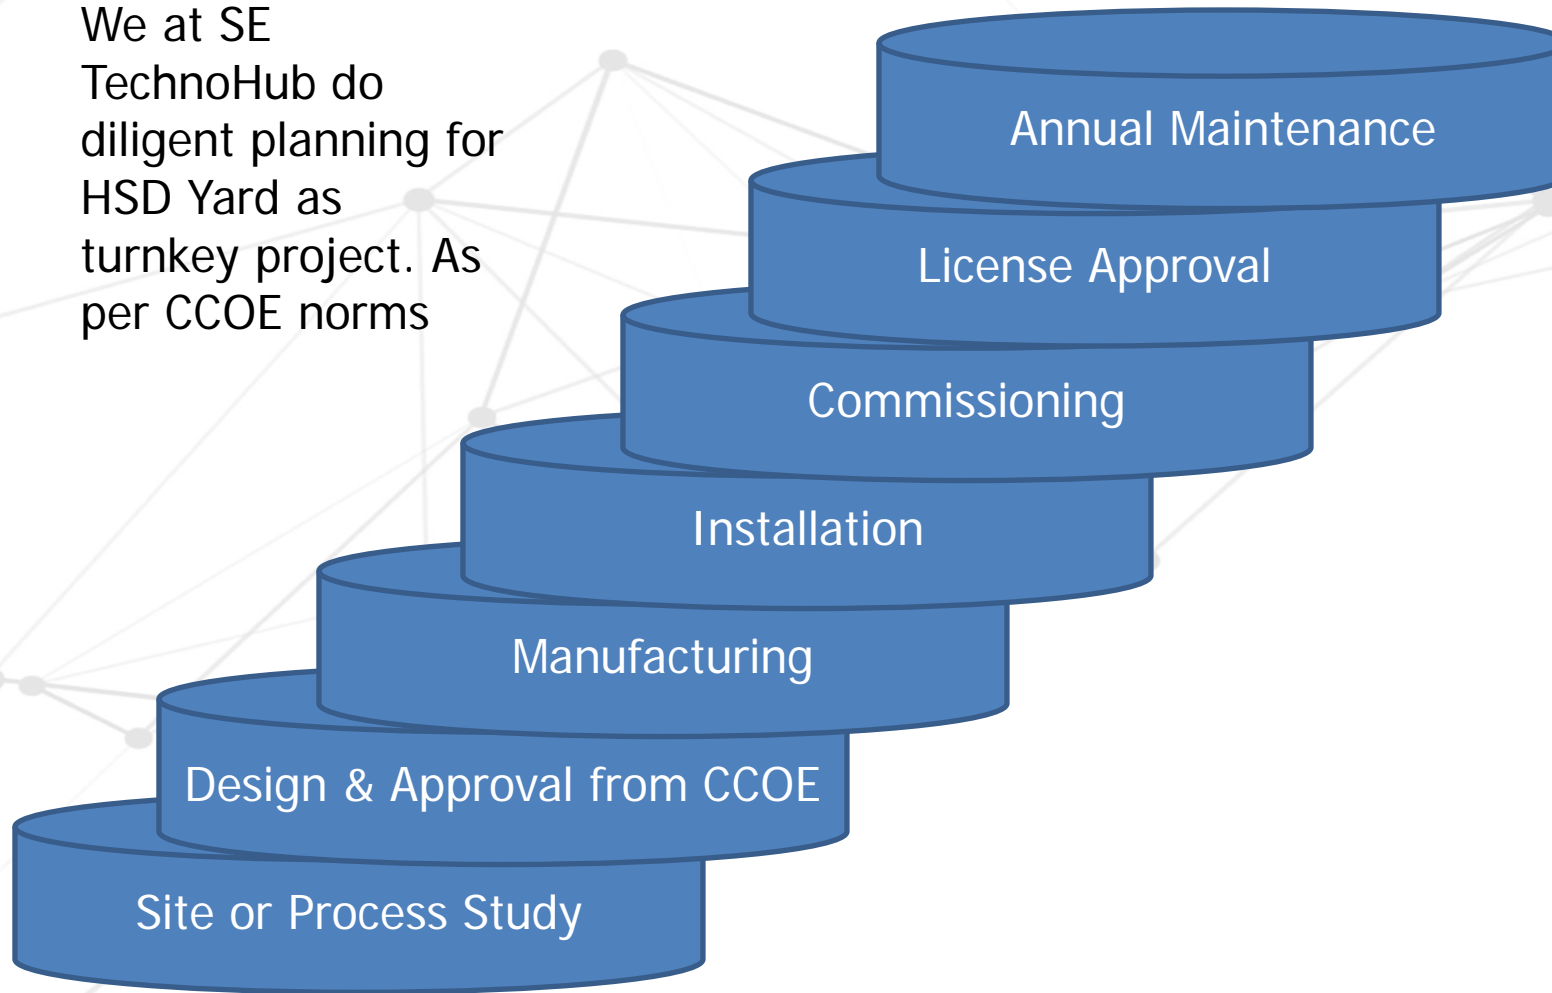 We at SE
TechnoHub do
diligent planning for
HSD Yard as
turnkey project. As
per CCOE norms
Annual Maintenance
License Approval
Commissioning
Installation
Manufacturing
Design & Approval from CCOE
Site or Process Study